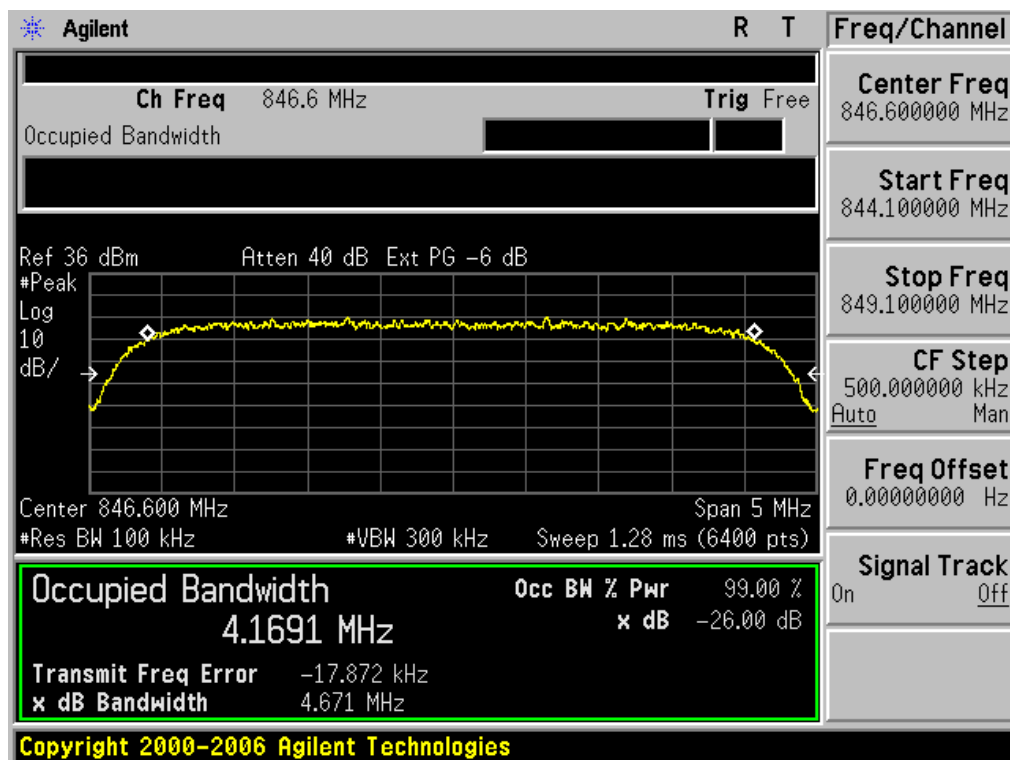 Agilent R T
Ch Freq 846.6 MHz Trig Free
Occupied Bandwidth
Ref 36 dBm Atten 40 dB Ext PG -6 dB
#Peak
Log
10
dB/
Center 846.600 MHz Span 5 MHz
#Res BW 100 kHz #VBW 300 kHz Sweep 1.28 ms (6400 pts)
Occupied Bandwidth Occ BW % Pwr 99.00 %
4.1691 MHz x dB -26.00 dB
Transmit Freq Error -17.872 kHz
x dB Bandwidth 4.671 MHz
Copyright 2000-2006 Agilent Technologies
Freq/Channel
Center Freq
846.600000 MHz
Start Freq
844.100000 MHz
Stop Freq
849.100000 MHz
CF Step
500.000000 kHz
Auto Man
Freq Offset
0.00000000 Hz
Signal Track
On Off